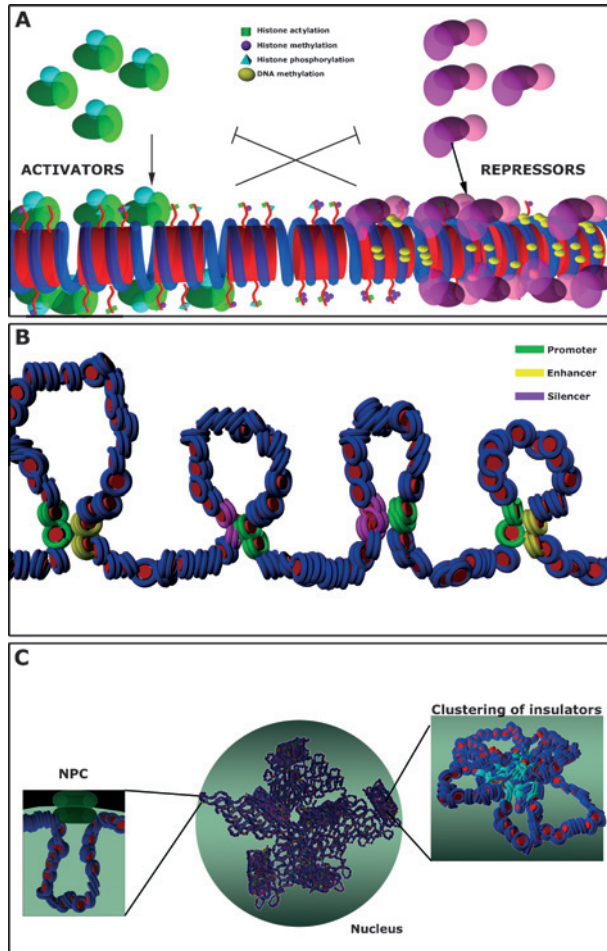 A
Histone actylation
Histone methylation
Histone phosphorylation
DNA methylation
ACTIVATORS
REPRESSORS
B
Promoter
Enhancer
Silencer
C
Clustering of insulators
NPC
Nucleus